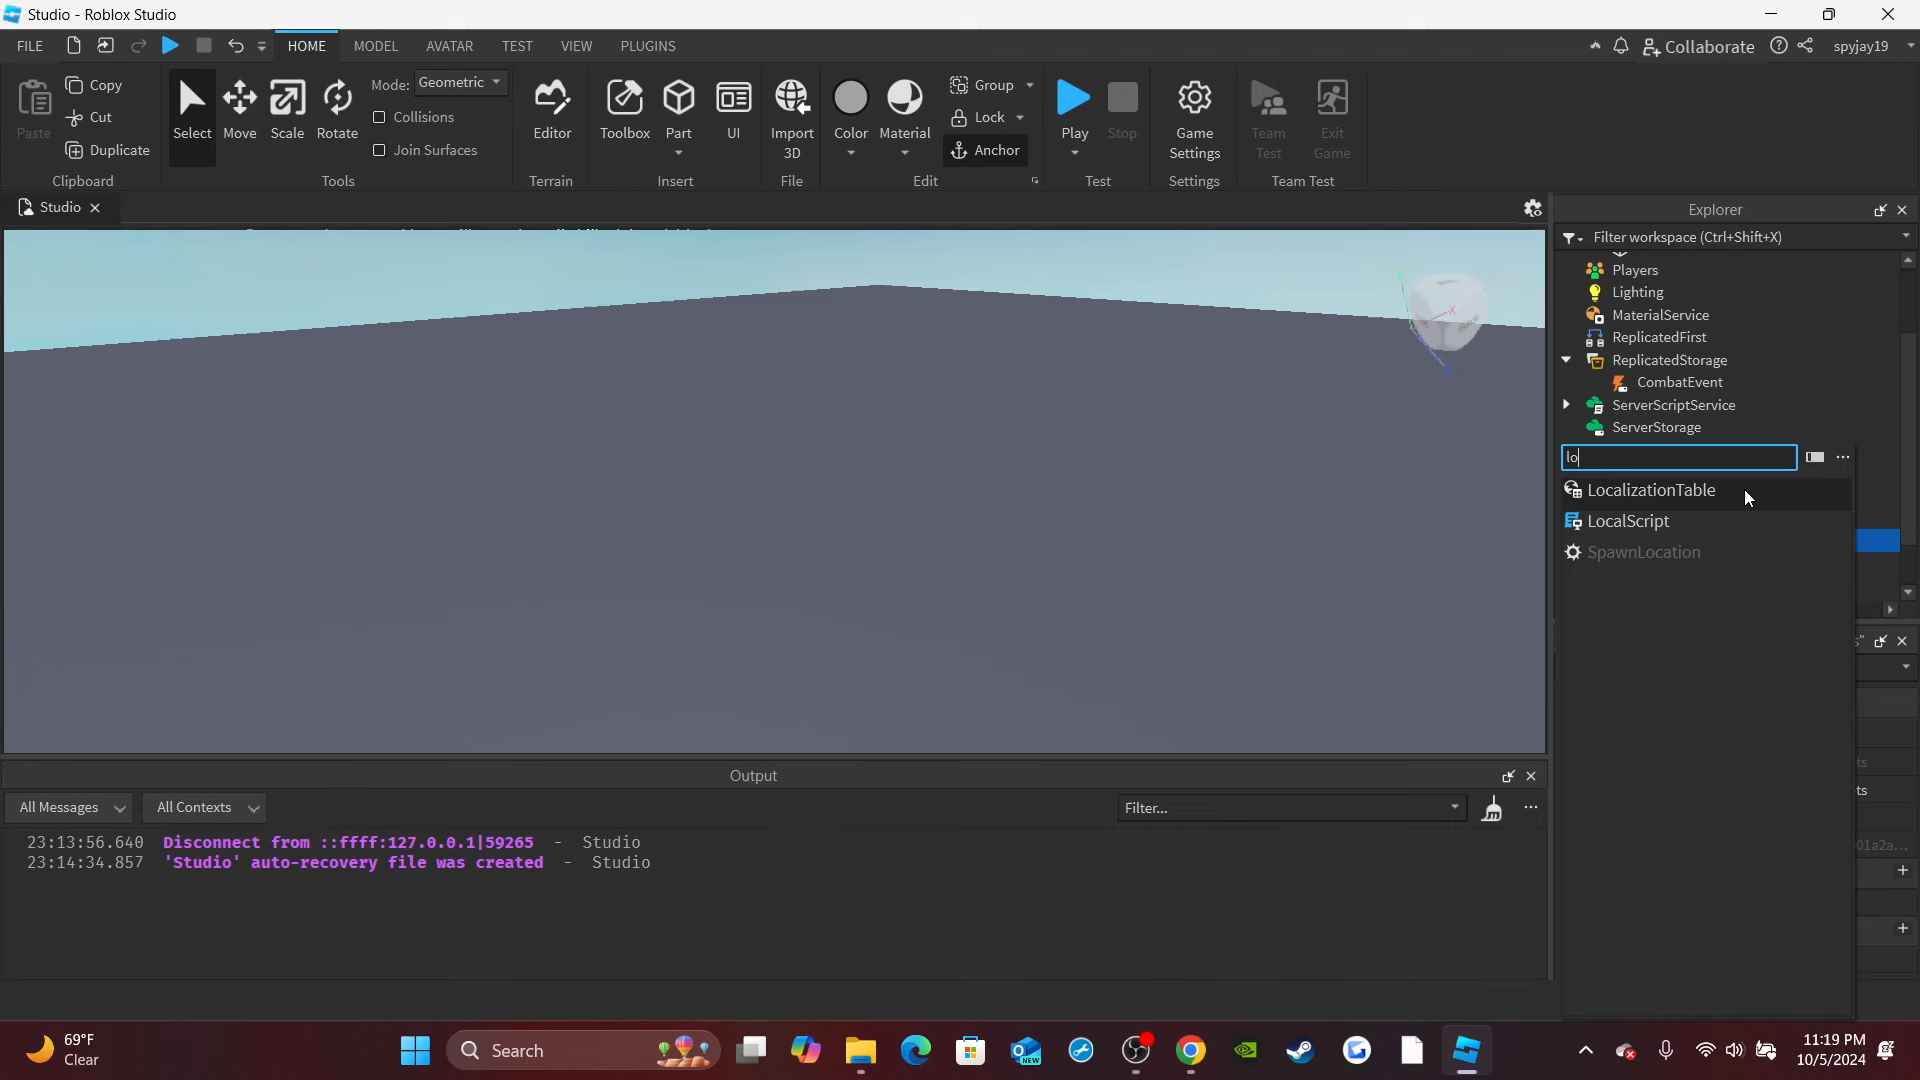 Studio - Roblox Studio
FILE HOME MODEL AVATAR TEST VIEW PLUGINS Collaborate spyjay19
Paste Copy Cut Duplicate Clipboard
Select Move Scale Rotate Mode: Geometric Collisions Join Surfaces Tools
Editor Terrain
Toolbox Part UI Insert
Import 3D File
Color Material Group Lock Anchor Edit
Play Stop Test
Game Settings Settings
Team Test Exit Game Team Test
Studio
Explorer
Filter workspace (Ctrl+Shift+X)
Players
Lighting
MaterialService
ReplicatedFirst
ReplicatedStorage
CombatEvent
ServerScriptService
ServerStorage
lo
LocalizationTable
LocalScript
SpawnLocation
X
s"
ts
ts
01a2a...
Output
All Messages All Contexts Filter...
23:13:56.640 Disconnect from ::ffff:127.0.0.1|59265 - Studio
23:14:34.857 'Studio' auto-recovery file was created - Studio
69°F
Clear
Search
NEW
11:19 PM
10/5/2024